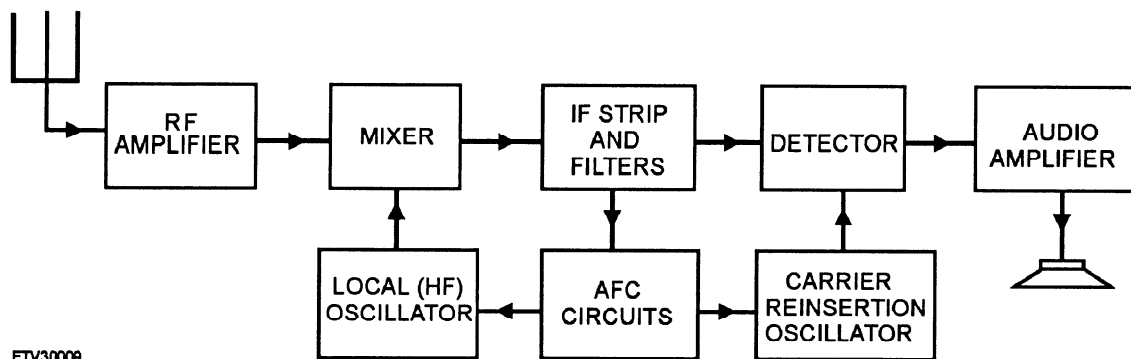 RF
AMPLIFIER
MIXER
IF STRIP
AND
FILTERS
DETECTOR
AUDIO
AMPLIFIER
LOCAL (HF)
OSCILLATOR
AFC
CIRCUITS
CARRIER
REINSERTION
OSCILLATOR